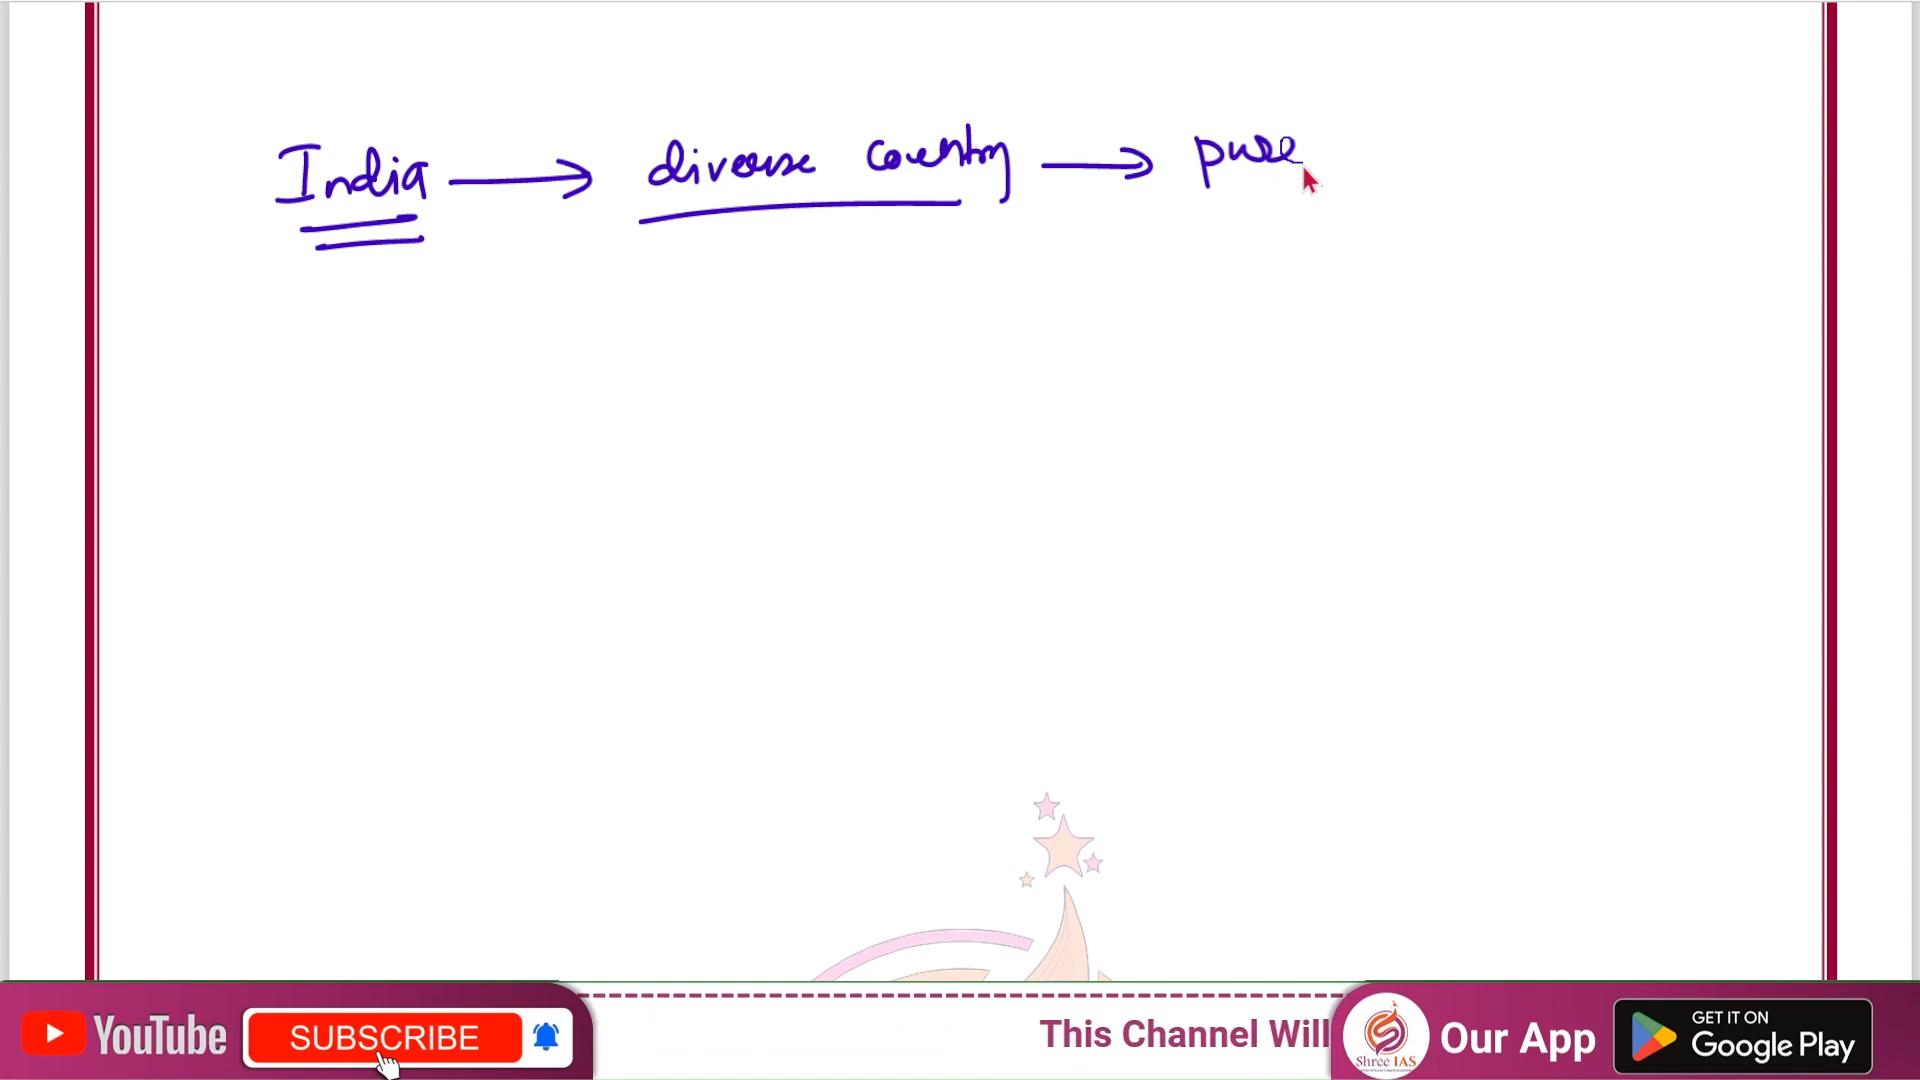 India → diverse country → pure
YouTube SUBSCRIBE This Channel Will Shree IAS Our App GET IT ON Google Play